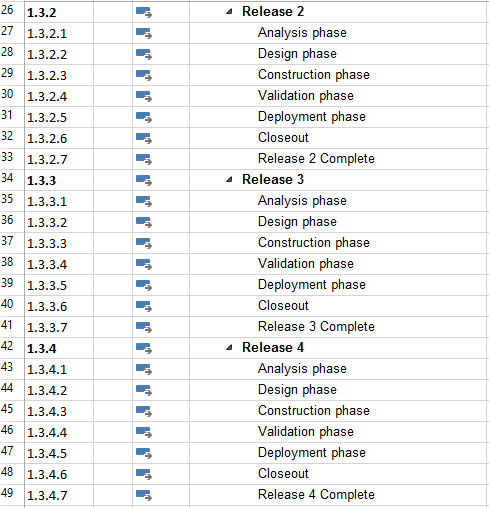 26 1.3.2 Release 2
27 1.3.2.1 Analysis phase
28 1.3.2.2 Design phase
29 1.3.2.3 Construction phase
30 1.3.2.4 Validation phase
31 1.3.2.5 Deployment phase
32 1.3.2.6 Closeout
33 1.3.2.7 Release 2 Complete
34 1.3.3 Release 3
35 1.3.3.1 Analysis phase
36 1.3.3.2 Design phase
37 1.3.3.3 Construction phase
38 1.3.3.4 Validation phase
39 1.3.3.5 Deployment phase
40 1.3.3.6 Closeout
41 1.3.3.7 Release 3 Complete
42 1.3.4 Release 4
43 1.3.4.1 Analysis phase
44 1.3.4.2 Design phase
45 1.3.4.3 Construction phase
46 1.3.4.4 Validation phase
47 1.3.4.5 Deployment phase
48 1.3.4.6 Closeout
49 1.3.4.7 Release 4 Complete